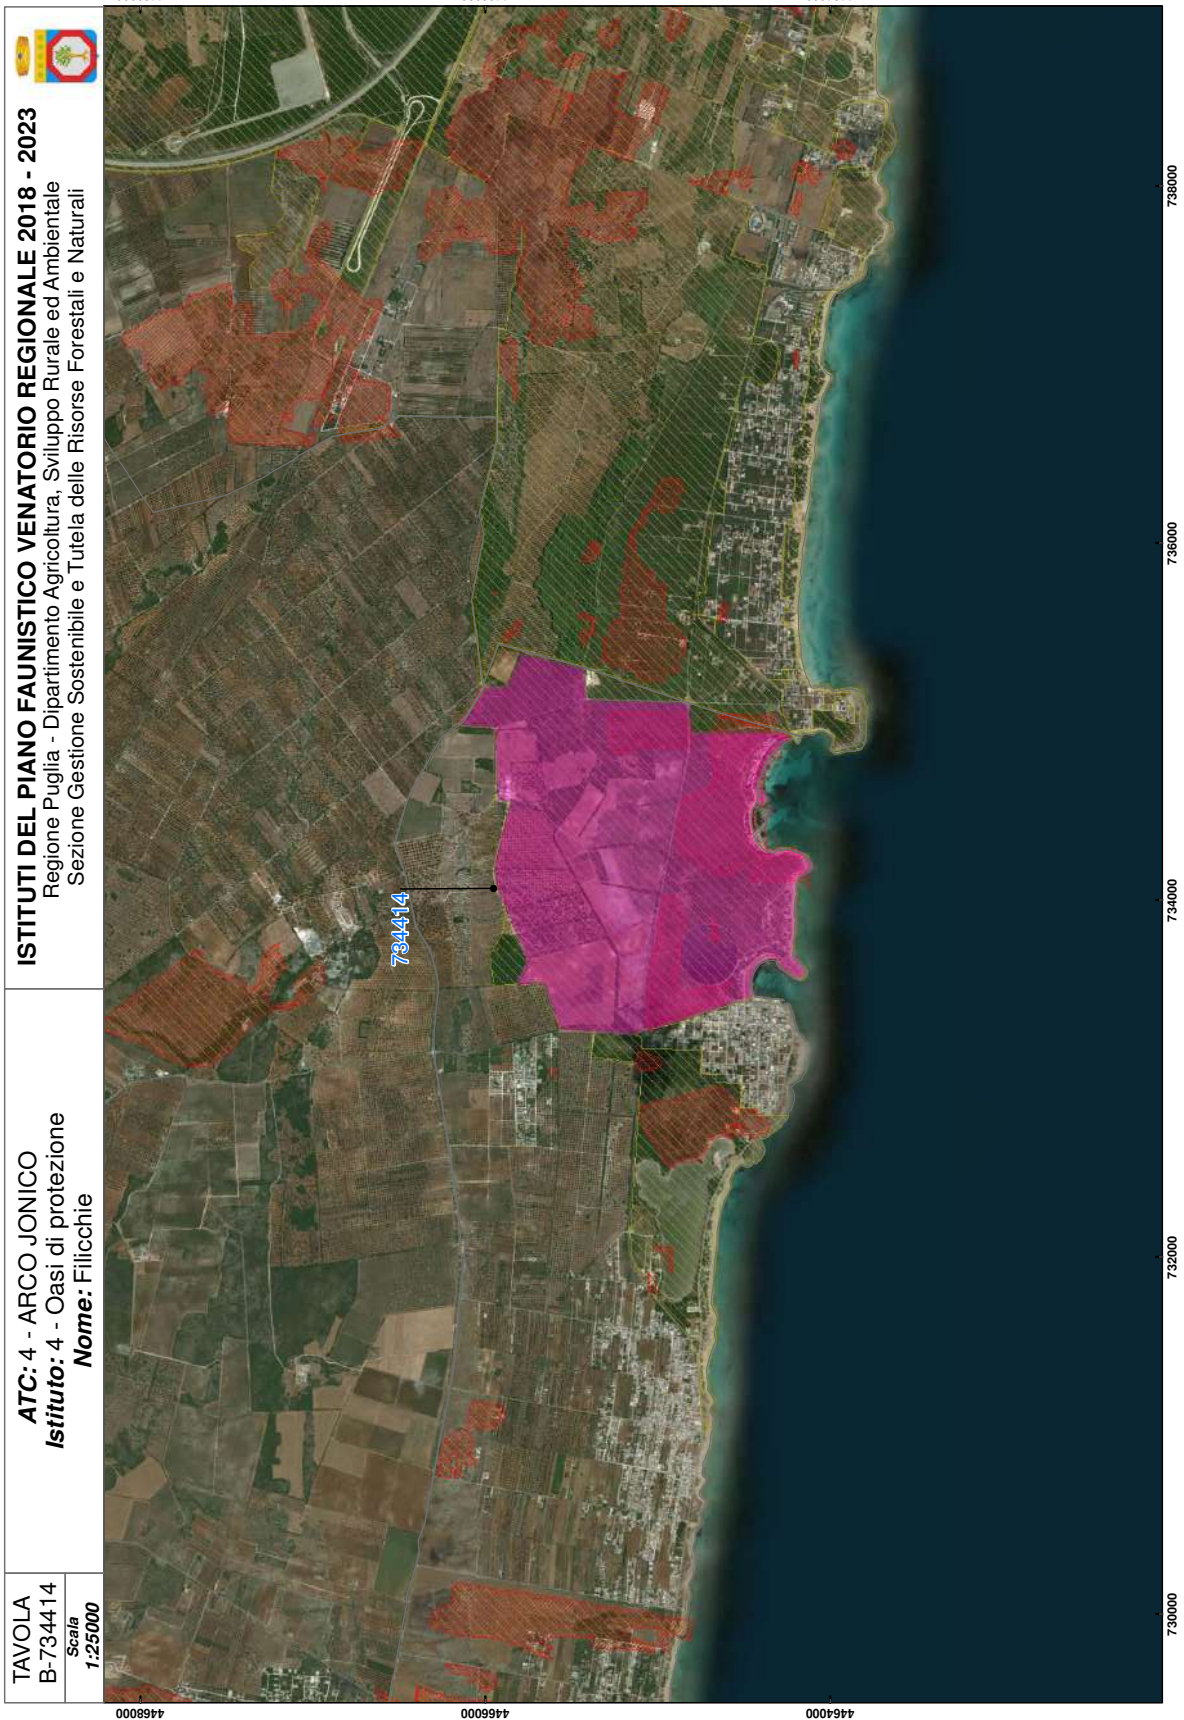 TAVOLA
B-734414
Scala
1:25000
ATC: 4 - ARCO JONICO
Istituto: 4 - Oasi di protezione
Nome: Filicchie
ISTITUTI DEL PIANO FAUNISTICO VENATORIO REGIONALE 2018 - 2023
Regione Puglia - Dipartimento Agricoltura, Sviluppo Rurale ed Ambientale
Sezione Gestione Sostenibile e Tutela delle Risorse Forestali e Naturali
734414
4468000
4466000
4464000
730000
732000
734000
736000
738000